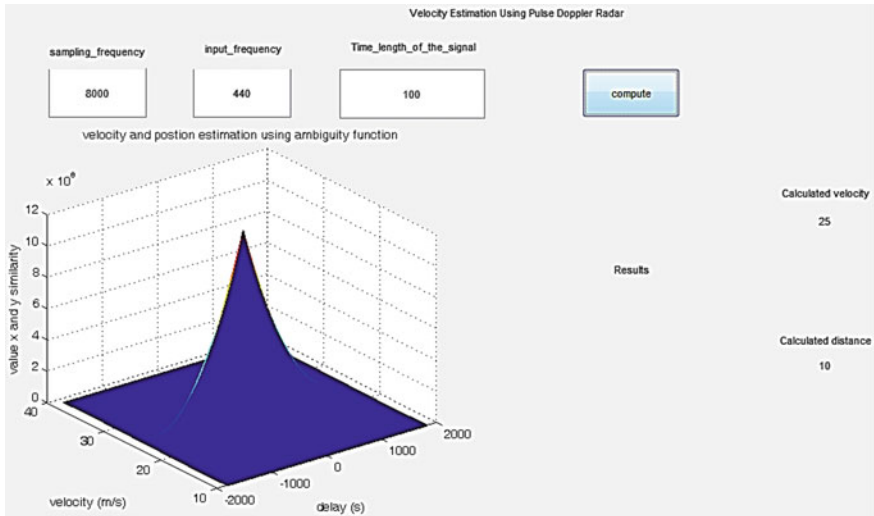 Velocity Estimation Using Pulse Doppler Radar
sampling_frequency
input_frequency
Time_length_of_the_signal
8000
440
100
compute
velocity and postion estimation using ambiguity function
x 10⁶
12
10
8
6
4
2
0
value x and y similarity
40
30
20
10
velocity (m/s)
-2000
-1000
0
1000
2000
delay (s)
Calculated velocity
25
Results
Calculated distance
10